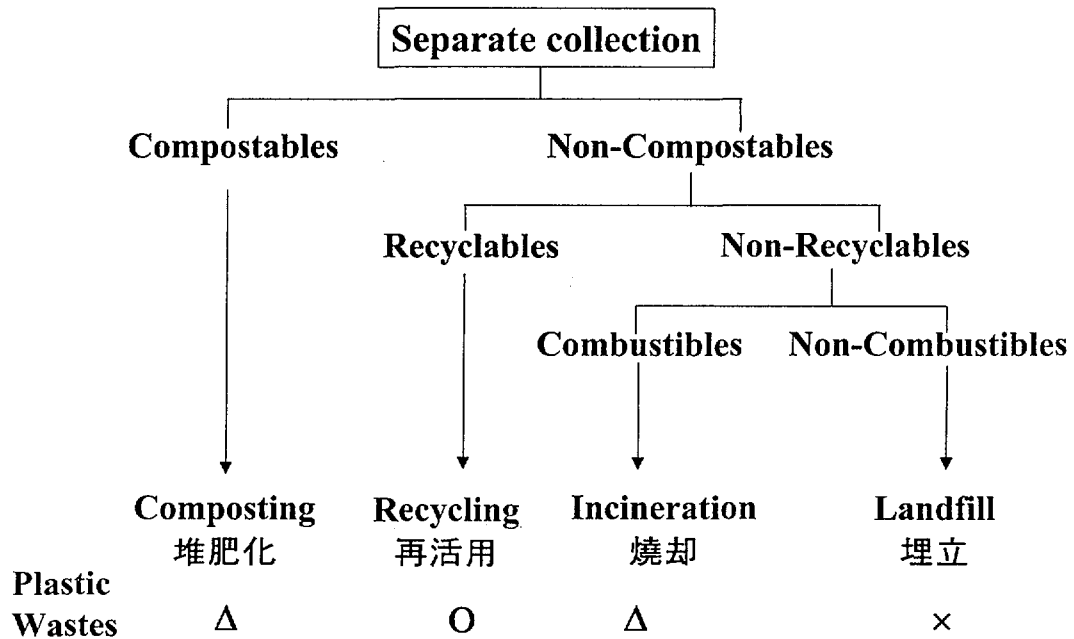 Separate collection
Compostables Non-Compostables
Recyclables Non-Recyclables
Combustibles Non-Combustibles
Composting Recycling Incineration Landfill
堆肥化 再活用 燒却 埋立
Plastic
Wastes Δ O Δ ×